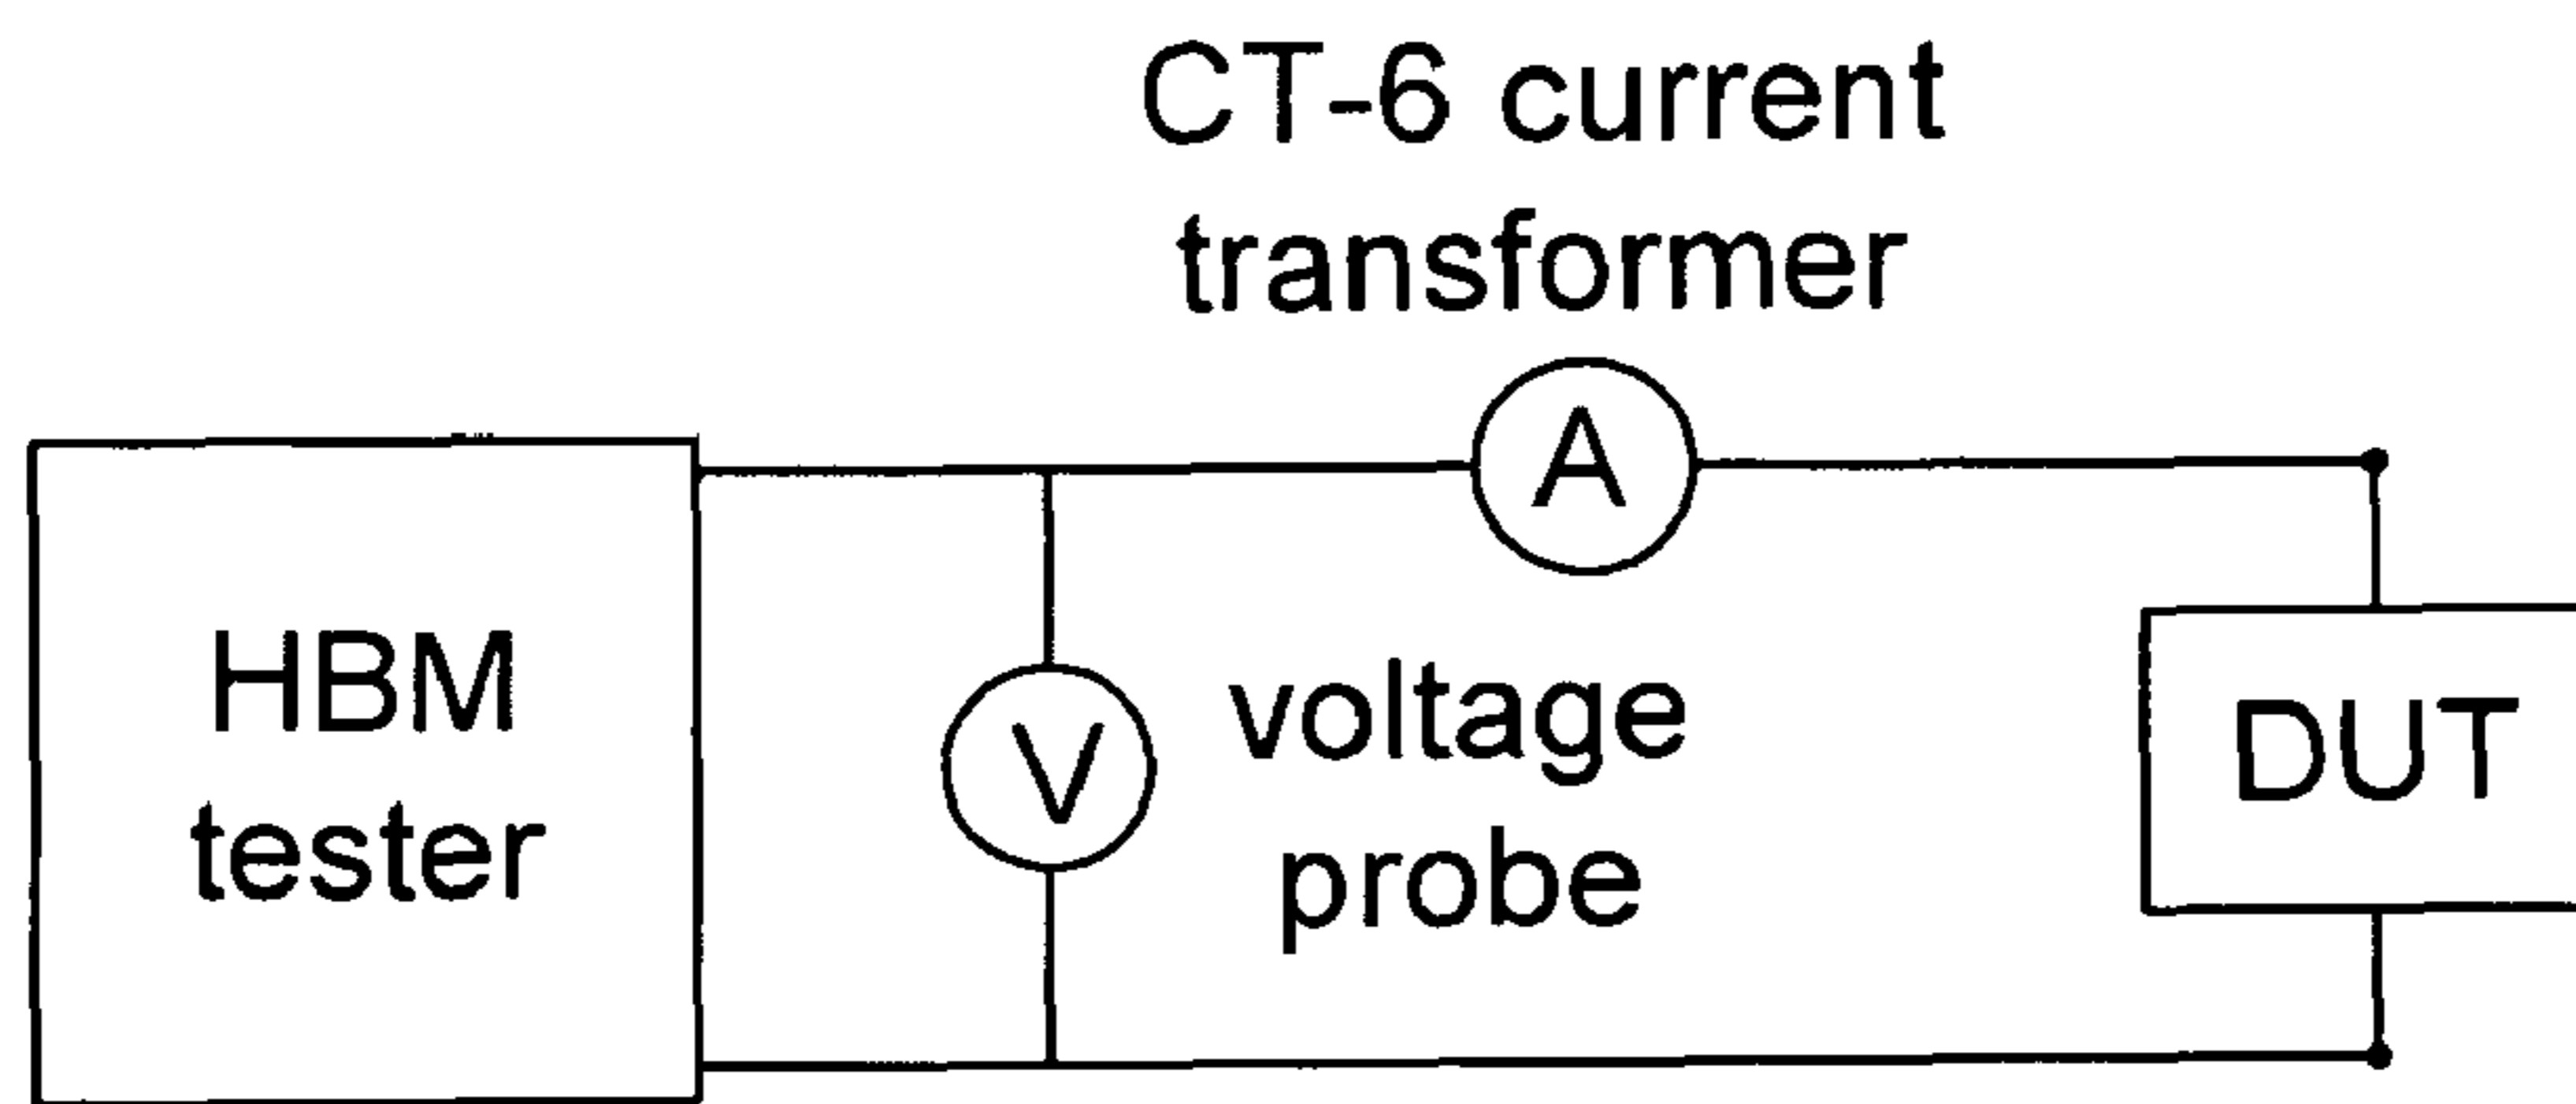 CT-6 current
transformer
A
HBM
tester
V
voltage
probe
DUT